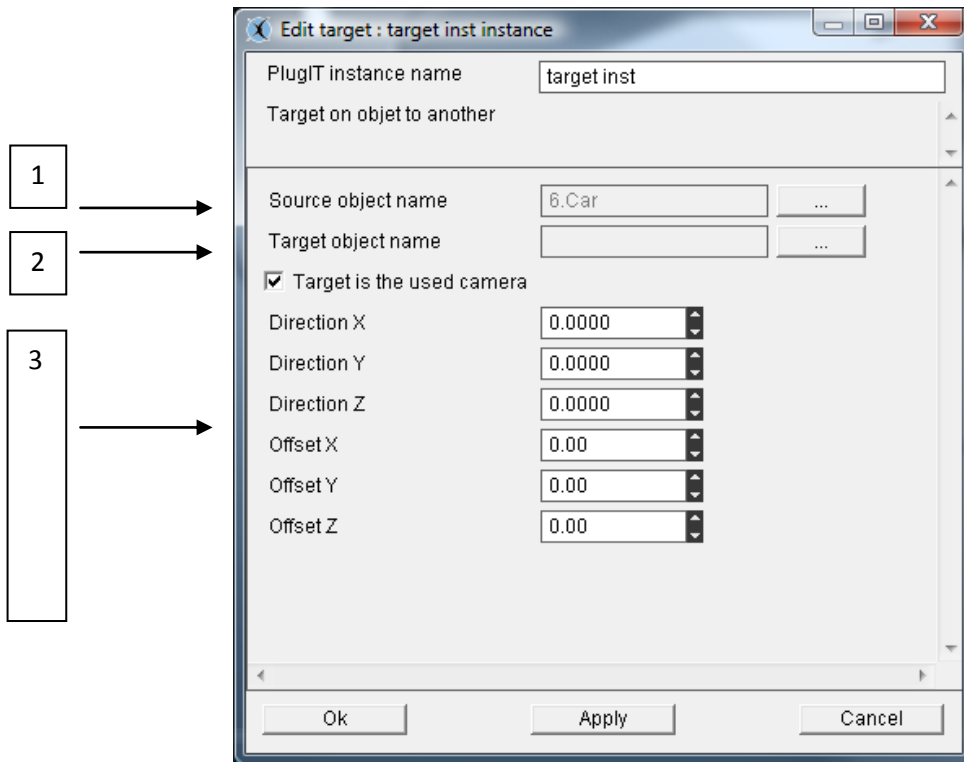 Edit target : target inst instance
PlugIT instance name target inst
Target on objet to another
1
Source object name 6.Car ...
2
Target object name ...
Target is the used camera
Direction X 0.0000
3
Direction Y 0.0000
Direction Z 0.0000
Offset X 0.00
Offset Y 0.00
Offset Z 0.00
Ok Apply Cancel